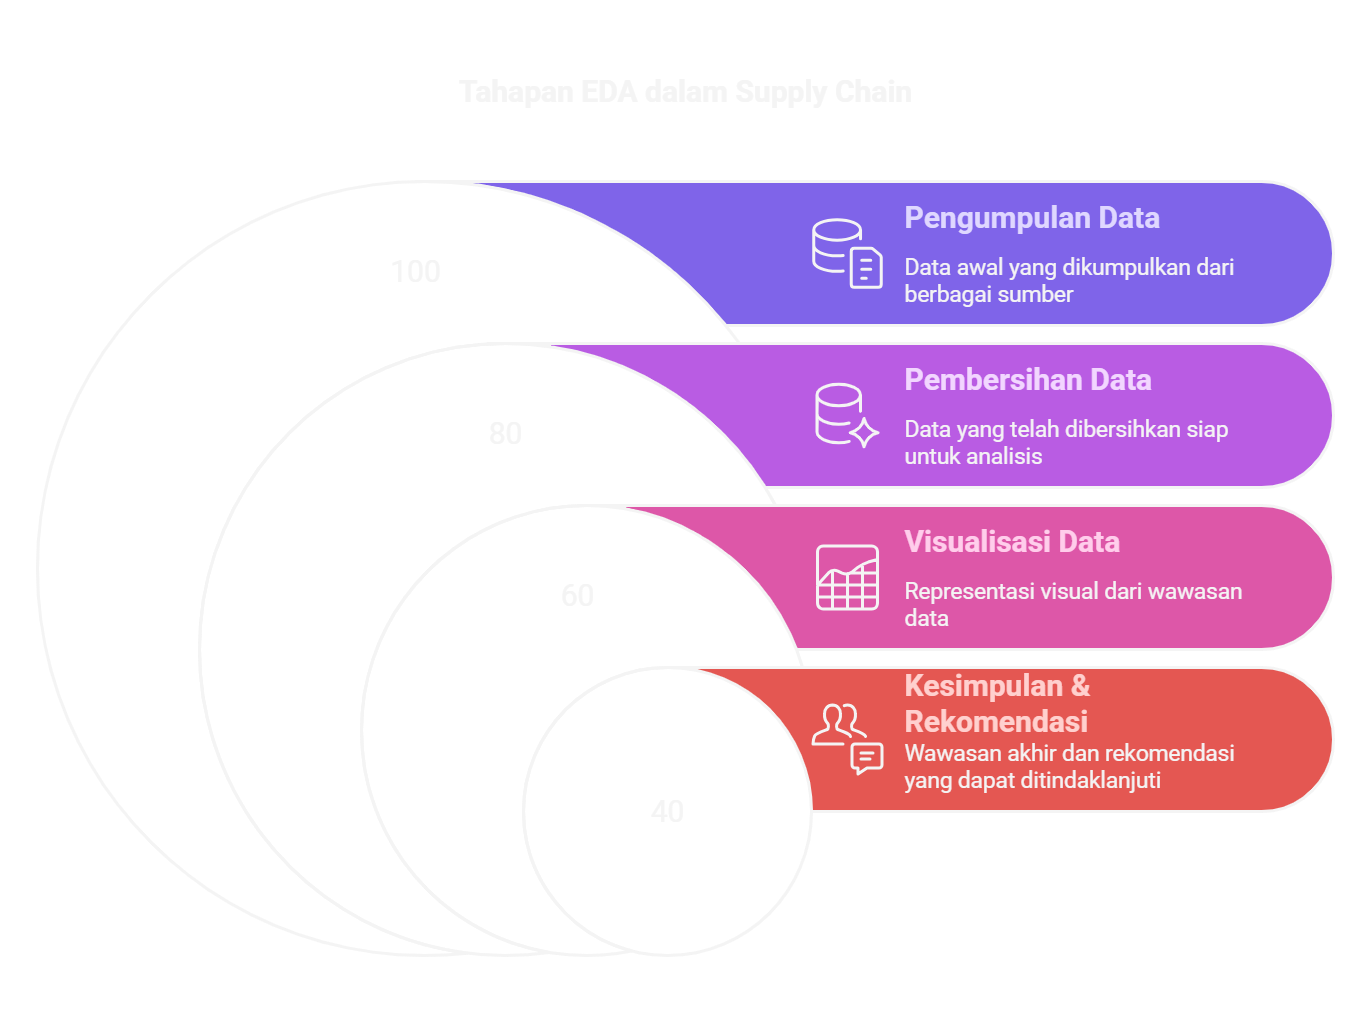 Tahapan EDA dalam Supply Chain
100
Pengumpulan Data
Data awal yang dikumpulkan dari
berbagai sumber
80
Pembersihan Data
Data yang telah dibersihkan siap
untuk analisis
60
Visualisasi Data
Representasi visual dari wawasan
data
40
Kesimpulan &
Rekomendasi
Wawasan akhir dan rekomendasi
yang dapat ditindaklanjuti